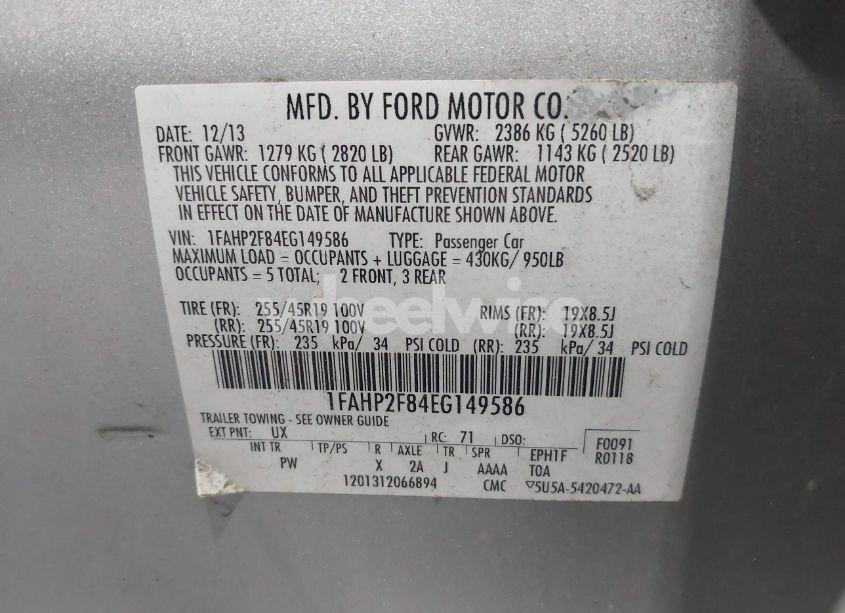 MFD. BY FORD MOTOR CO.
DATE: 12/13 GVWR: 2386 KG ( 5260 LB)
FRONT GAWR: 1279 KG ( 2820 LB) REAR GAWR: 1143 KG ( 2520 LB)
THIS VEHICLE CONFORMS TO ALL APPLICABLE FEDERAL MOTOR
VEHICLE SAFETY, BUMPER, AND THEFT PREVENTION STANDARDS
IN EFFECT ON THE DATE OF MANUFACTURE SHOWN ABOVE.
VIN: 1FAHP2F84EG149586 TYPE: Passenger Car
MAXIMUM LOAD = OCCUPANTS + LUGGAGE = 430KG/ 950LB
OCCUPANTS = 5 TOTAL; 2 FRONT, 3 REAR
wheelwire
TIRE (FR): 255/45R19 100V RIMS (FR): 19X8.5J
(RR): 255/45R19 100V (RR): 19X8.5J
PRESSURE (FR): 235 kPa/ 34 PSI COLD (RR): 235 kPa/ 34 PSI COLD
1FAHP2F84EG149586
TRAILER TOWING - SEE OWNER GUIDE
EXT PNT: UX RC: 71 DSO: F0091
INT TR TP/PS R AXLE TR SPR EPH1F R0118
PW X 2A J AAAA TOA
1201312066894 CMC ▽5U5A-5420472-AA